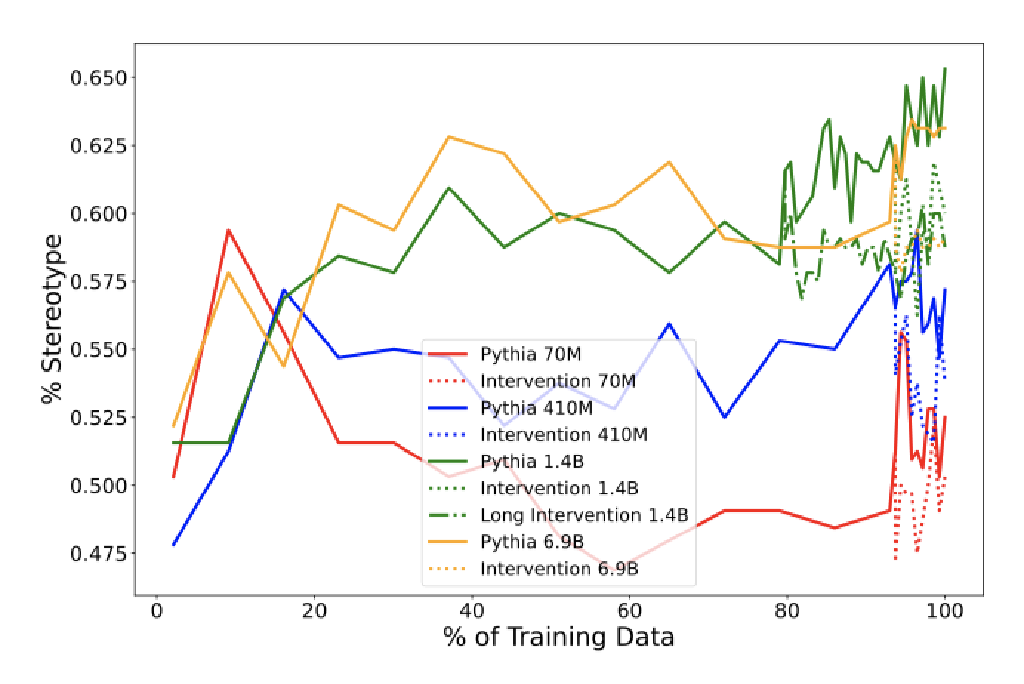 0.650
0.625
0.600
0.575
0.550
0.525
0.500
0.475
% Stereotype
Pythia 70M
Intervention 70M
Pythia 410M
Intervention 410M
Pythia 1.4B
Intervention 1.4B
Long Intervention 1.4B
Pythia 6.9B
Intervention 6.9B
0 20 40 60 80 100
% of Training Data